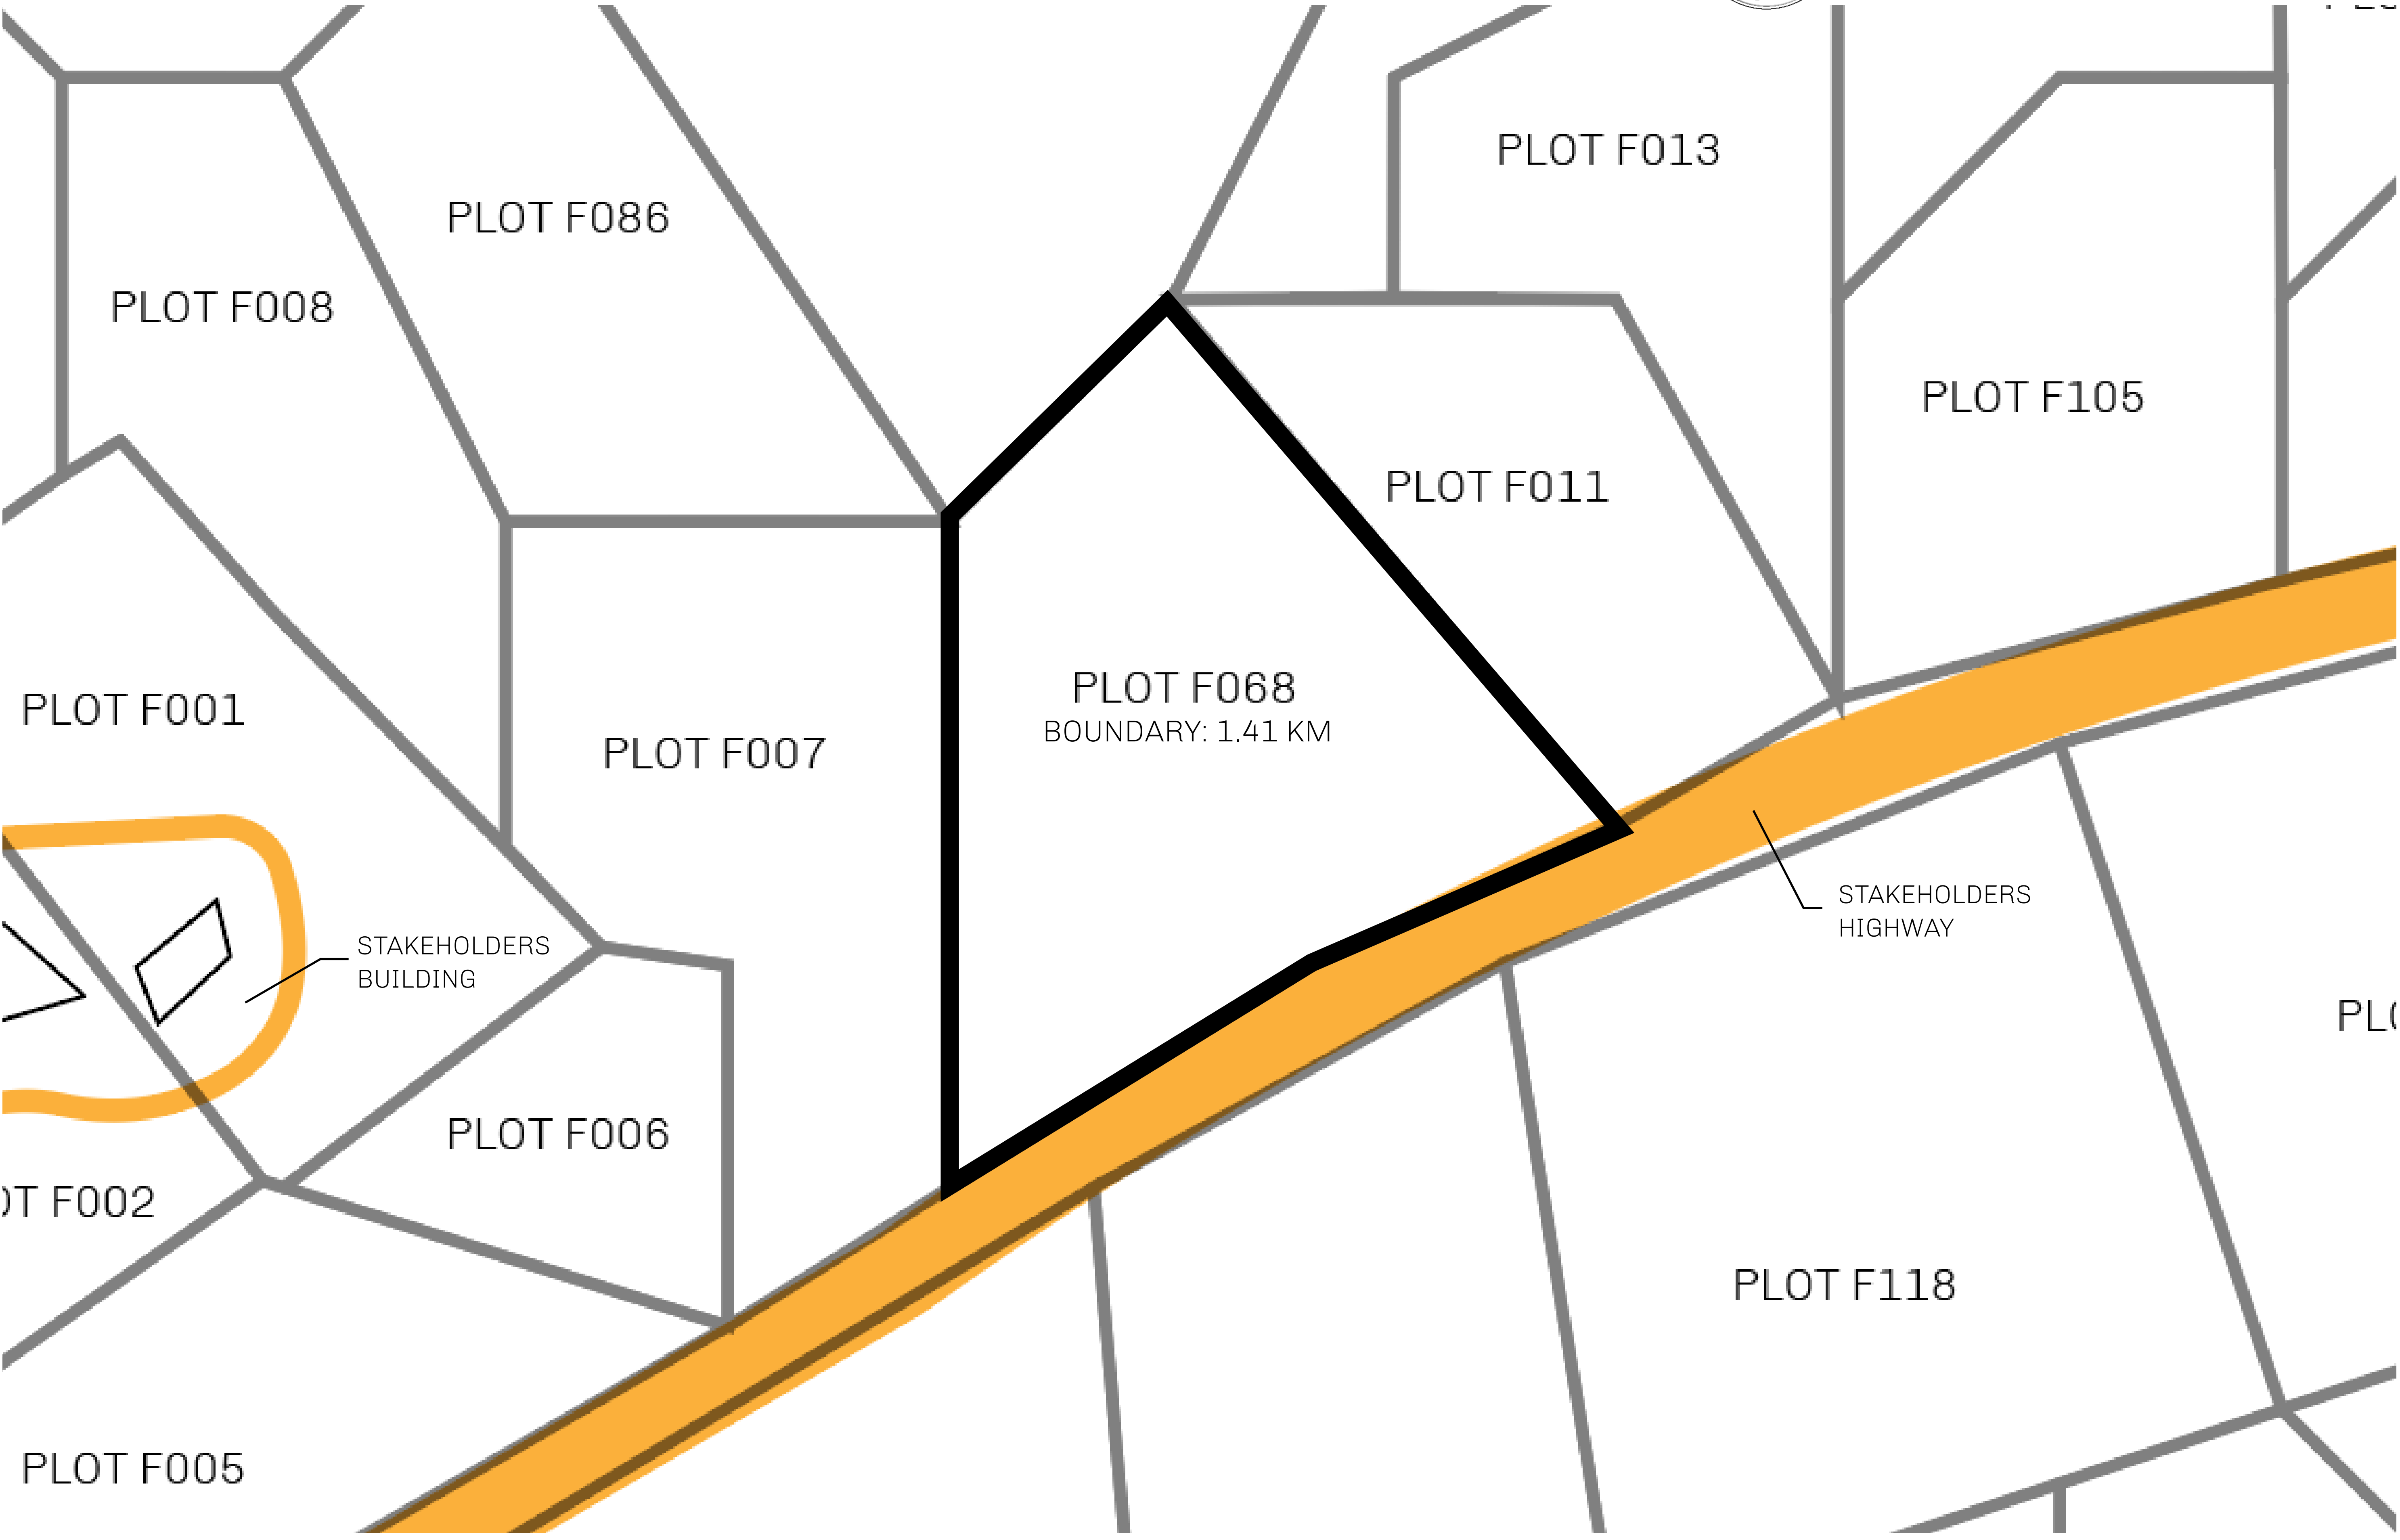 PLOT F013
PLOT F086
PLOT F008
PLOT F105
PLOT F011
PLOT F068
BOUNDARY: 1.41 KM
PLOT F001
PLOT F007
STAKEHOLDERS
HIGHWAY
STAKEHOLDERS
BUILDING
PLOT F006
F002
PLOT F118
PLOT F005